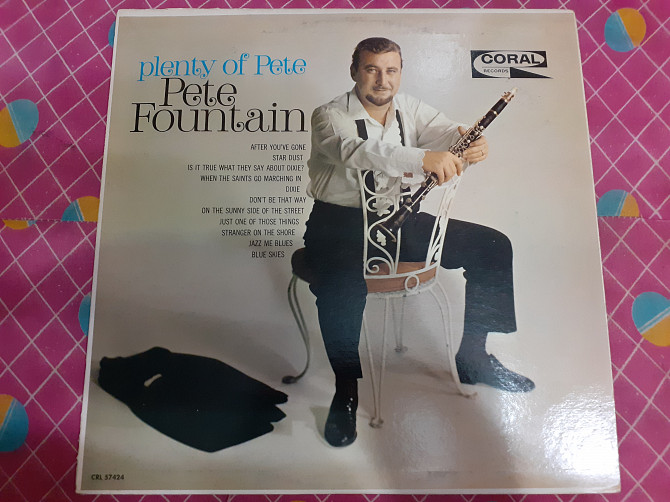 plenty of Pete
Pete
Fountain
CORAL
RECORDS
AFTER YOU'VE GONE
STAR DUST
IS IT TRUE WHAT THEY SAY ABOUT DIXIE?
WHEN THE SAINTS GO MARCHING IN
DIXIE
DON'T BE THAT WAY
ON THE SUNNY SIDE OF THE STREET
JUST ONE OF THOSE THINGS
STRANGER ON THE SHORE
JAZZ ME BLUES
BLUE SKIES
CRL 57424